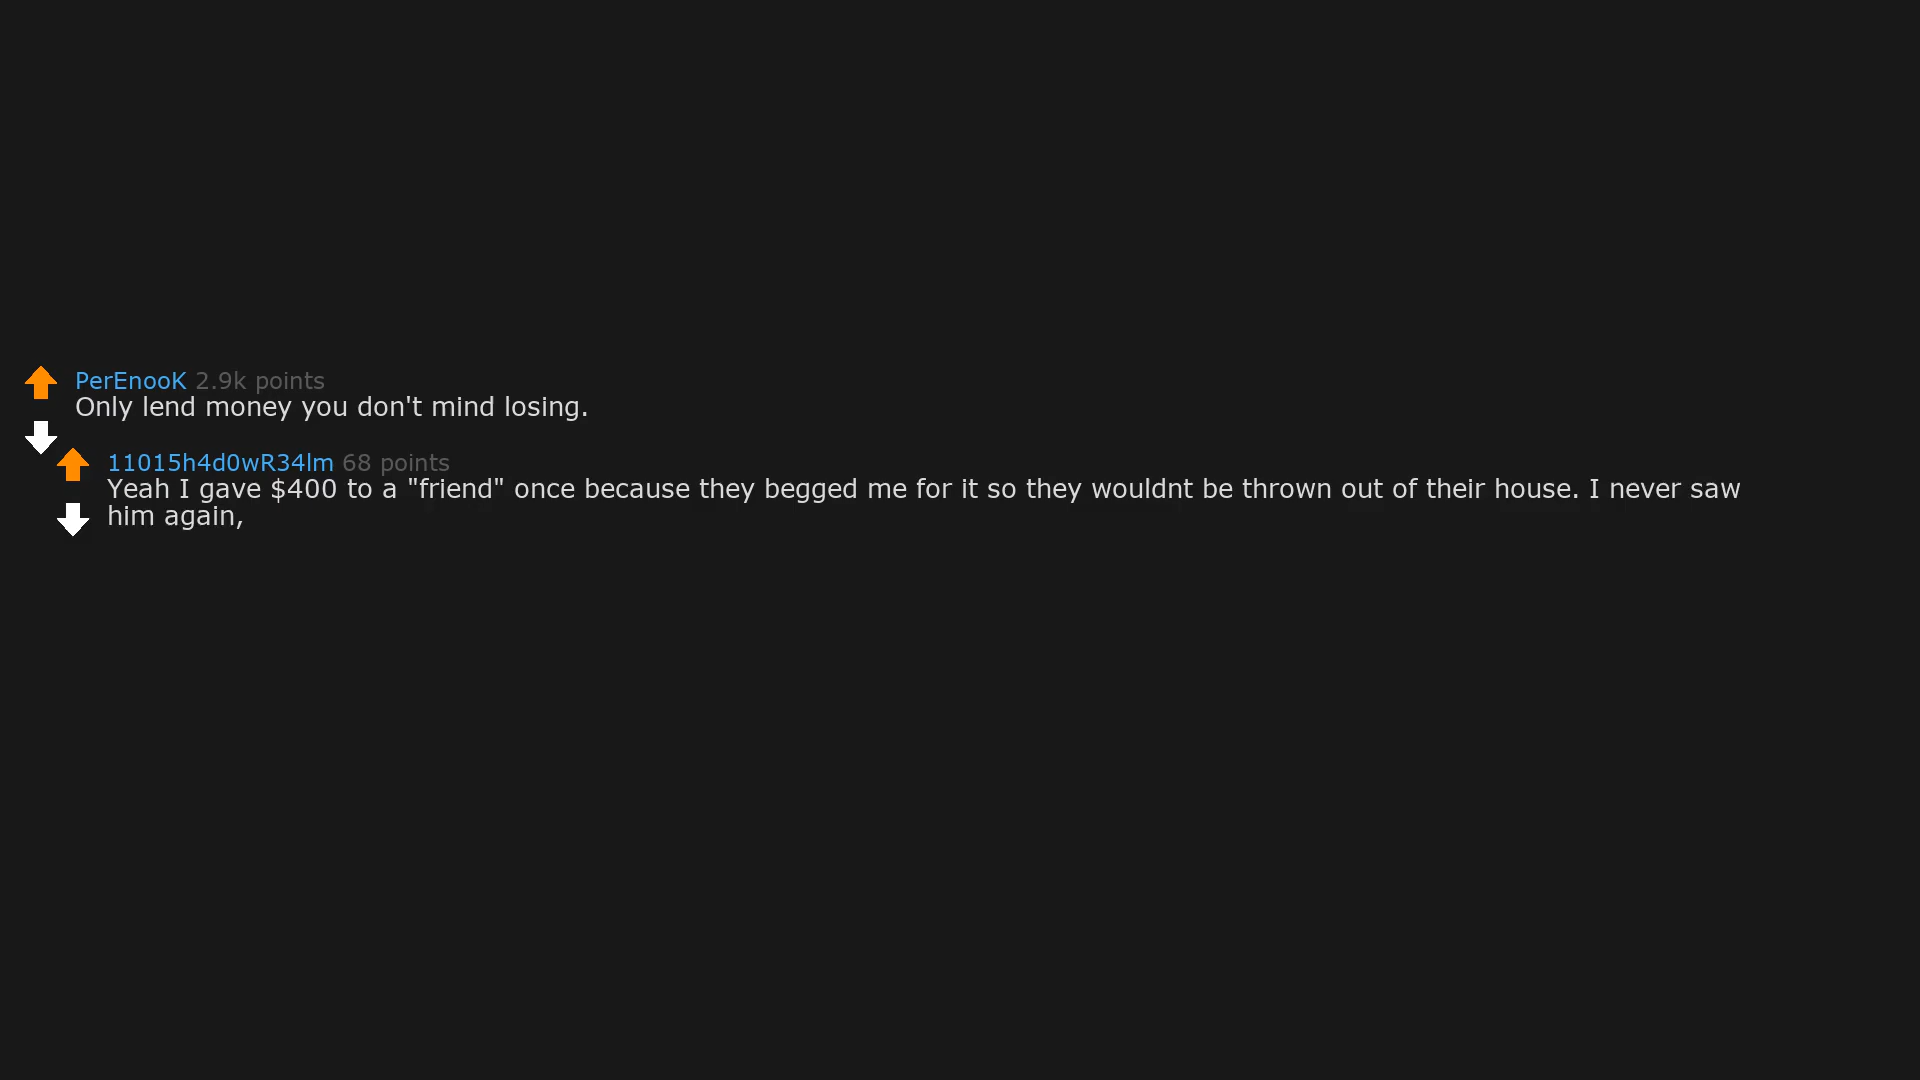 PerEnooK 2.9k points
Only lend money you don't mind losing.
11015h4d0wR34lm 68 points
Yeah I gave $400 to a "friend" once because they begged me for it so they wouldnt be thrown out of their house. I never saw
him again,